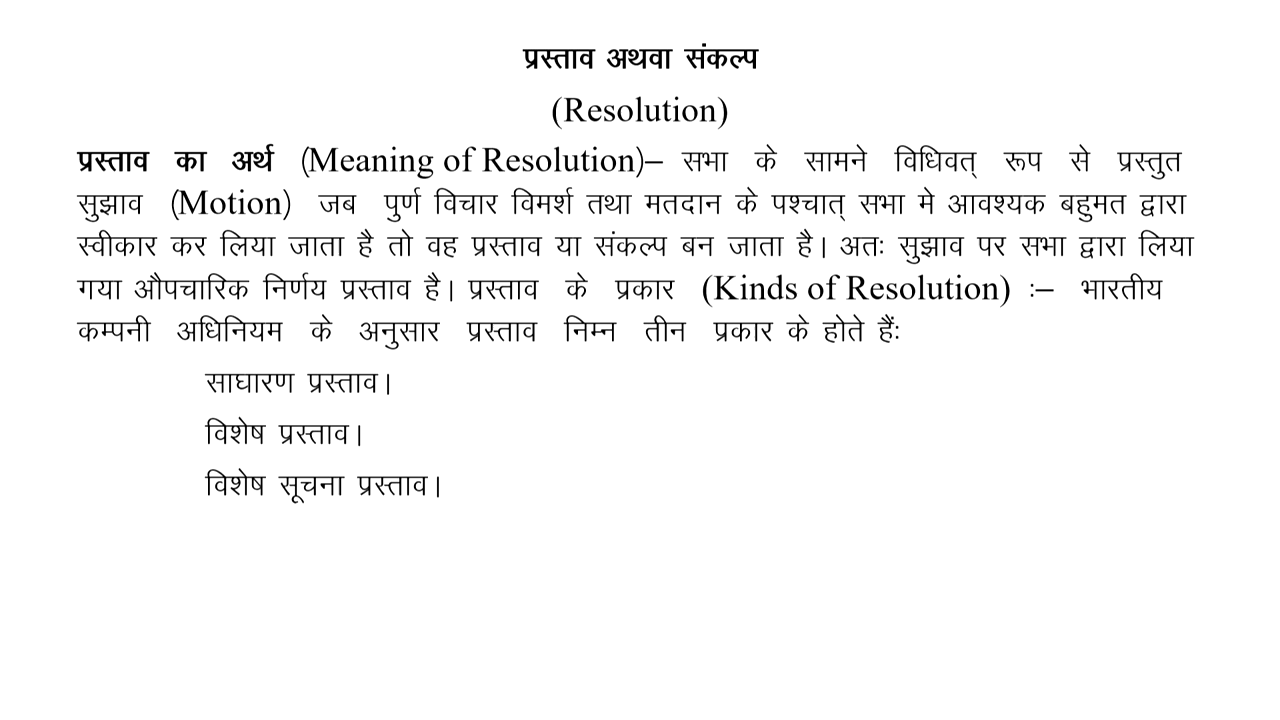 प्रस्ताव अथवा संकल्प
(Resolution)
प्रस्ताव का अर्थ (Meaning of Resolution)– सभा के सामने विधिवत् रूप से प्रस्तुत
सुझाव (Motion) जब पुर्ण विचार विमर्श तथा मतदान के पश्चात् सभा मे आवश्यक बहुमत द्वारा
स्वीकार कर लिया जाता है तो वह प्रस्ताव या संकल्प बन जाता है। अतः सुझाव पर सभा द्वारा लिया
गया औपचारिक निर्णय प्रस्ताव है। प्रस्ताव के प्रकार (Kinds of Resolution) :– भारतीय
कम्पनी अधिनियम के अनुसार प्रस्ताव निम्न तीन प्रकार के होते हैंः
साघारण प्रस्ताव।
विशेष प्रस्ताव।
विशेष सूचना प्रस्ताव।